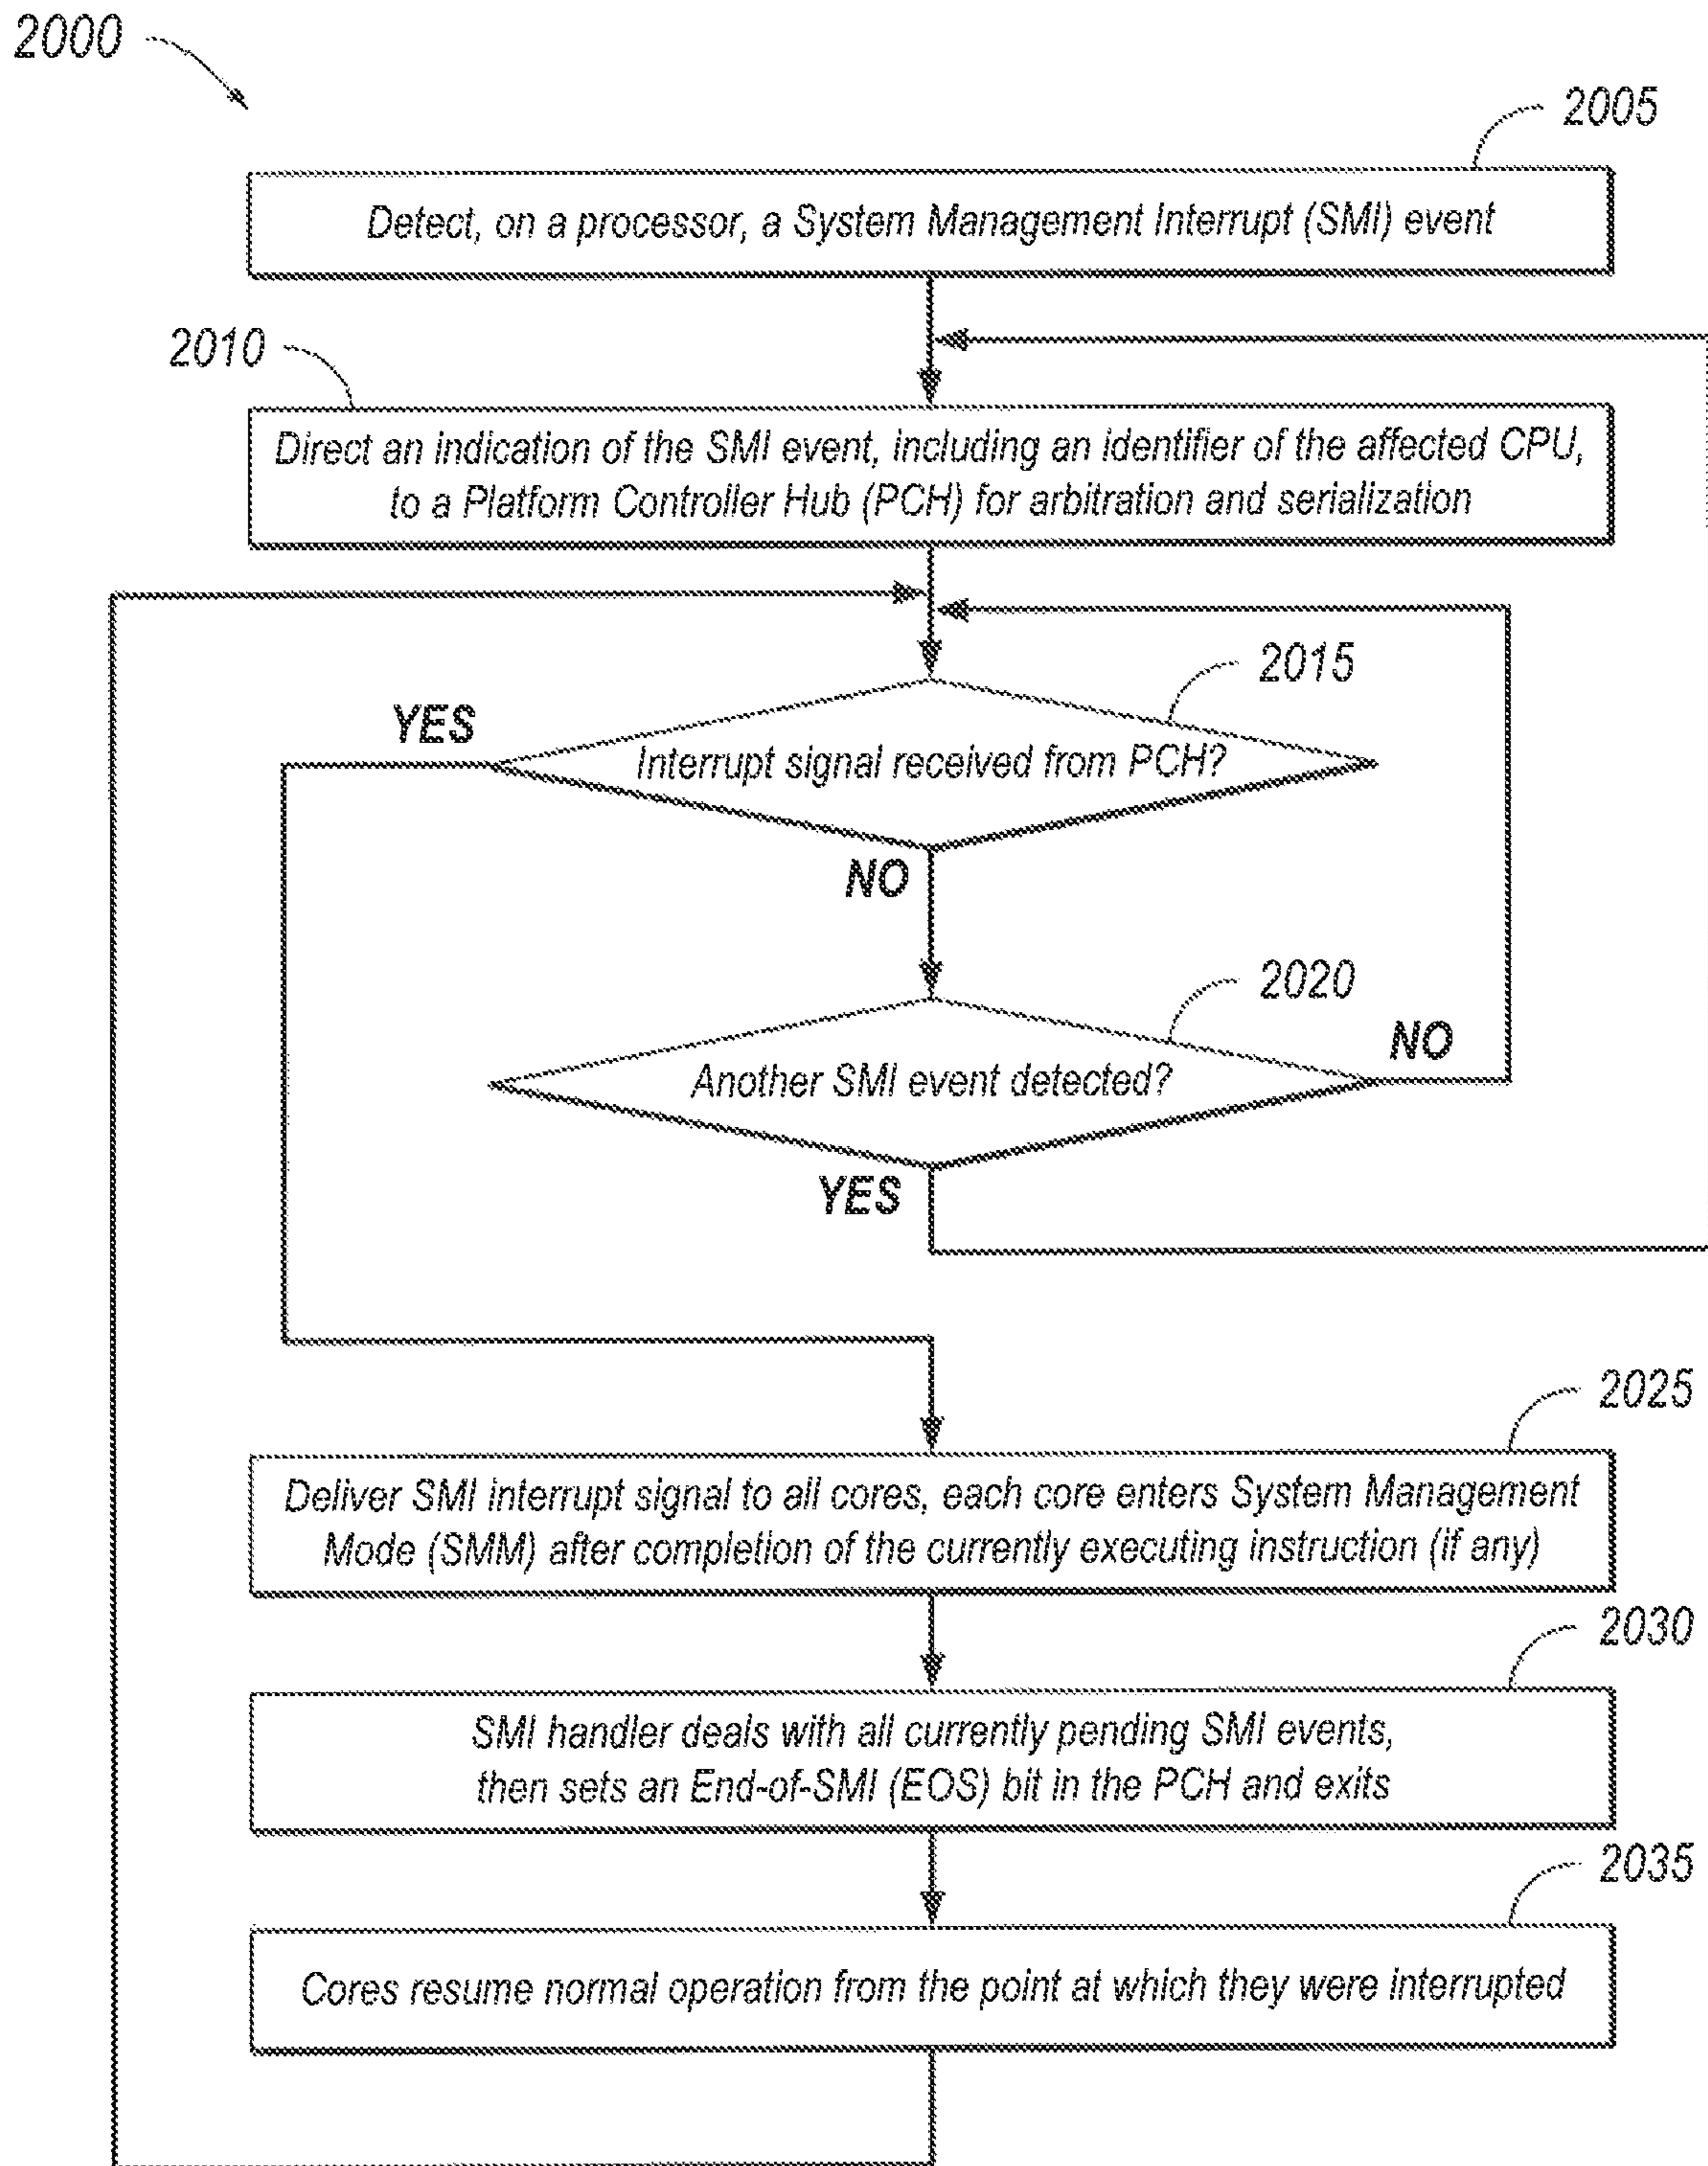 2000
2005
Detect, on a processor, a System Management Interrupt (SMI) event
2010
Direct an indication of the SMI event, including an identifier of the affected CPU,
to a Platform Controller Hub (PCH) for arbitration and serialization
2015
YES
Interrupt signal received from PCH?
NO
2020
NO
Another SMI event detected?
YES
2025
Deliver SMI interrupt signal to all cores, each core enters System Management
Mode (SMM) after completion of the currently executing instruction (if any)
2030
SMI handler deals with all currently pending SMI events,
then sets an End-of-SMI (EOS) bit in the PCH and exits
2035
Cores resume normal operation from the point at which they were interrupted